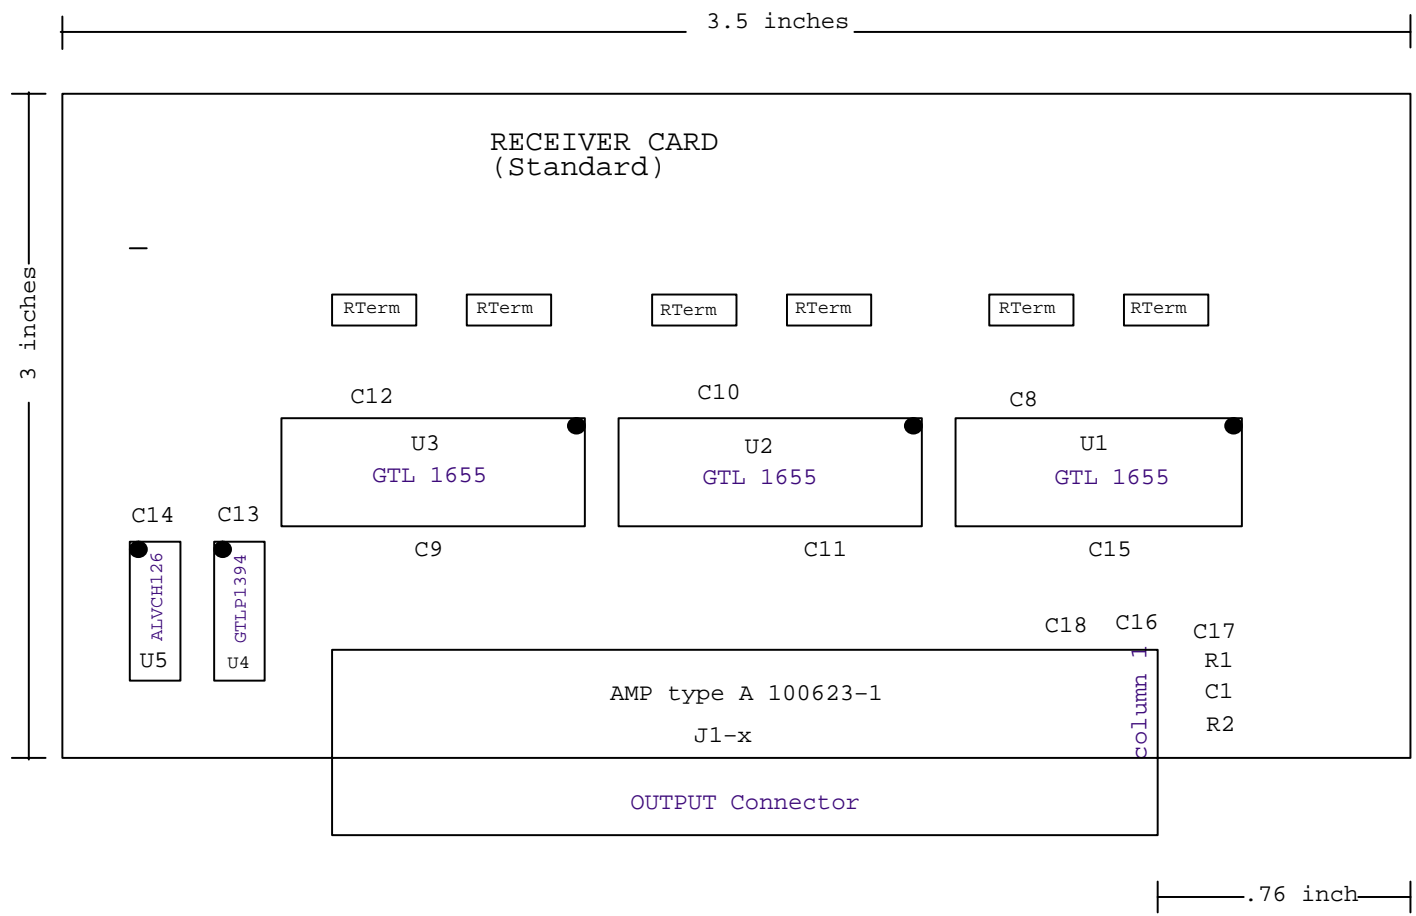 3.5 inches
RECEIVER CARD
(Standard)
3 inches
RTerm
RTerm
RTerm
RTerm
RTerm
RTerm
C12
C10
C8
U3
GTL 1655
U2
GTL 1655
U1
GTL 1655
C14
C13
C9
C11
C15
ALVCH126
U5
GTLP1394
U4
C18
C16
C17
R1
C1
R2
AMP type A 100623-1
J1-x
column 1
OUTPUT Connector
.76 inch